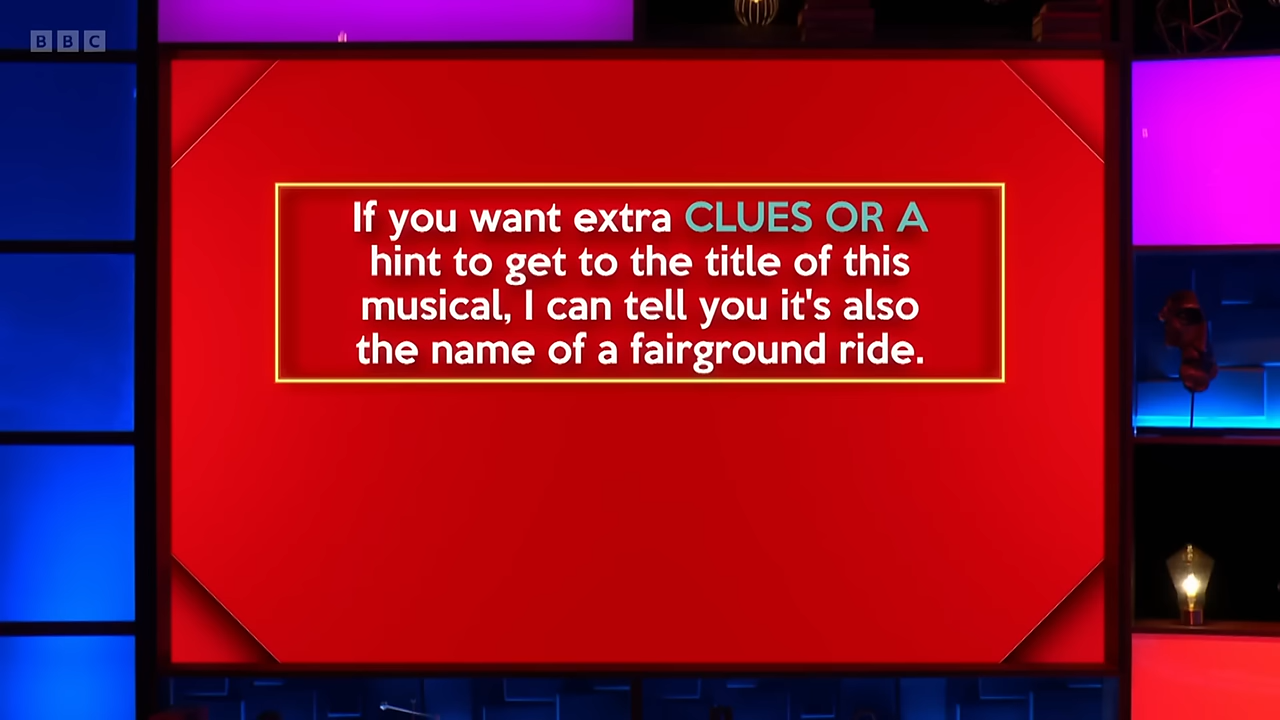 BBC
If you want extra CLUES OR A
hint to get to the title of this
musical, I can tell you it's also
the name of a fairground ride.